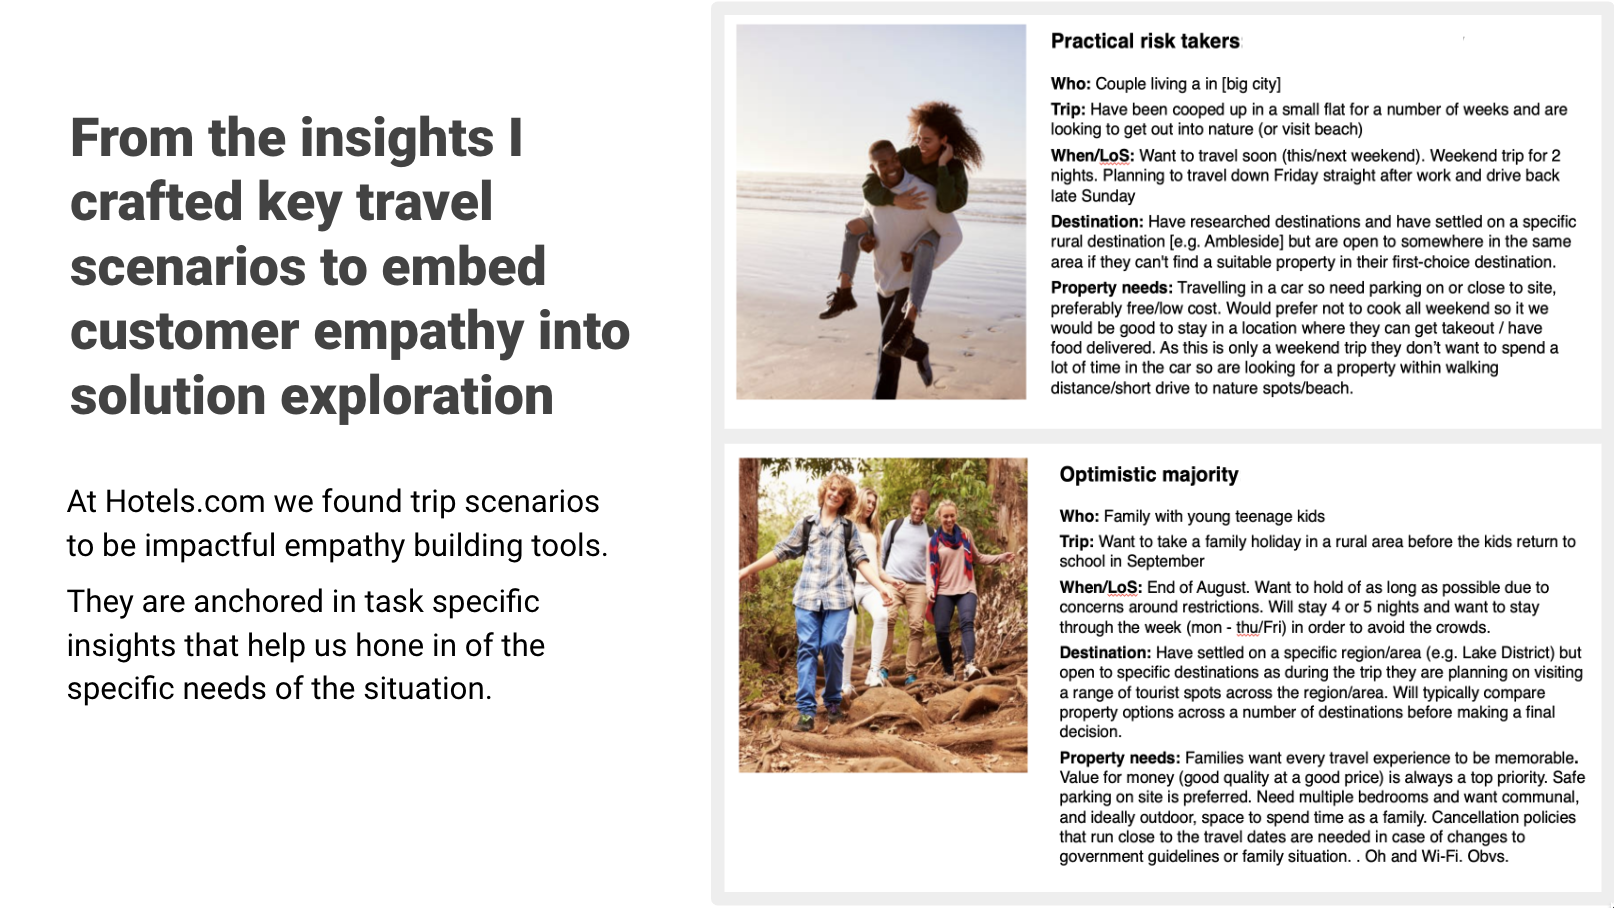 From the insights I
crafted key travel
scenarios to embed
customer empathy into
solution exploration
At Hotels.com we found trip scenarios
to be impactful empathy building tools.
They are anchored in task specific
insights that help us hone in of the
specific needs of the situation.
Practical risk takers
Who: Couple living a in [big city]
Trip: Have been cooped up in a small flat for a number of weeks and are
looking to get out into nature (or visit beach)
When/LoS: Want to travel soon (this/next weekend). Weekend trip for 2
nights. Planning to travel down Friday straight after work and drive back
late Sunday
Destination: Have researched destinations and have settled on a specific
rural destination [e.g. Ambleside] but are open to somewhere in the same
area if they can't find a suitable property in their first-choice destination.
Property needs: Travelling in a car so need parking on or close to site,
preferably free/low cost. Would prefer not to cook all weekend so it we
would be good to stay in a location where they can get takeout / have
food delivered. As this is only a weekend trip they don’t want to spend a
lot of time in the car so are looking for a property within walking
distance/short drive to nature spots/beach.
Optimistic majority
Who: Family with young teenage kids
Trip: Want to take a family holiday in a rural area before the kids return to
school in September
When/LoS: End of August. Want to hold of as long as possible due to
concerns around restrictions. Will stay 4 or 5 nights and want to stay
through the week (mon - thu/Fri) in order to avoid the crowds.
Destination: Have settled on a specific region/area (e.g. Lake District) but
open to specific destinations as during the trip they are planning on visiting
a range of tourist spots across the region/area. Will typically compare
property options across a number of destinations before making a final
decision.
Property needs: Families want every travel experience to be memorable.
Value for money (good quality at a good price) is always a top priority. Safe
parking on site is preferred. Need multiple bedrooms and want communal,
and ideally outdoor, space to spend time as a family. Cancellation policies
that run close to the travel dates are needed in case of changes to
government guidelines or family situation. . Oh and Wi-Fi. Obvs.